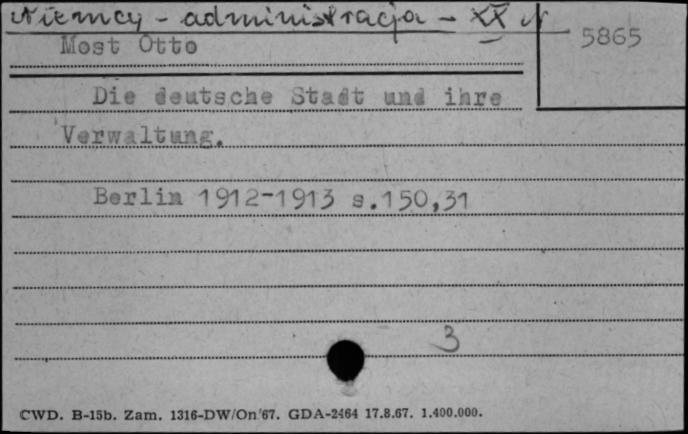 Niemcy - administracja - XX w
5865
Most Otto
Die deutsche Stadt und ihre
Verwaltung.
Berlin 1912-1913 s.150,31
3
CWD. B-15b. Zam. 1316-DW/On/67. GDA-2464 17.8.67. 1.400.000.